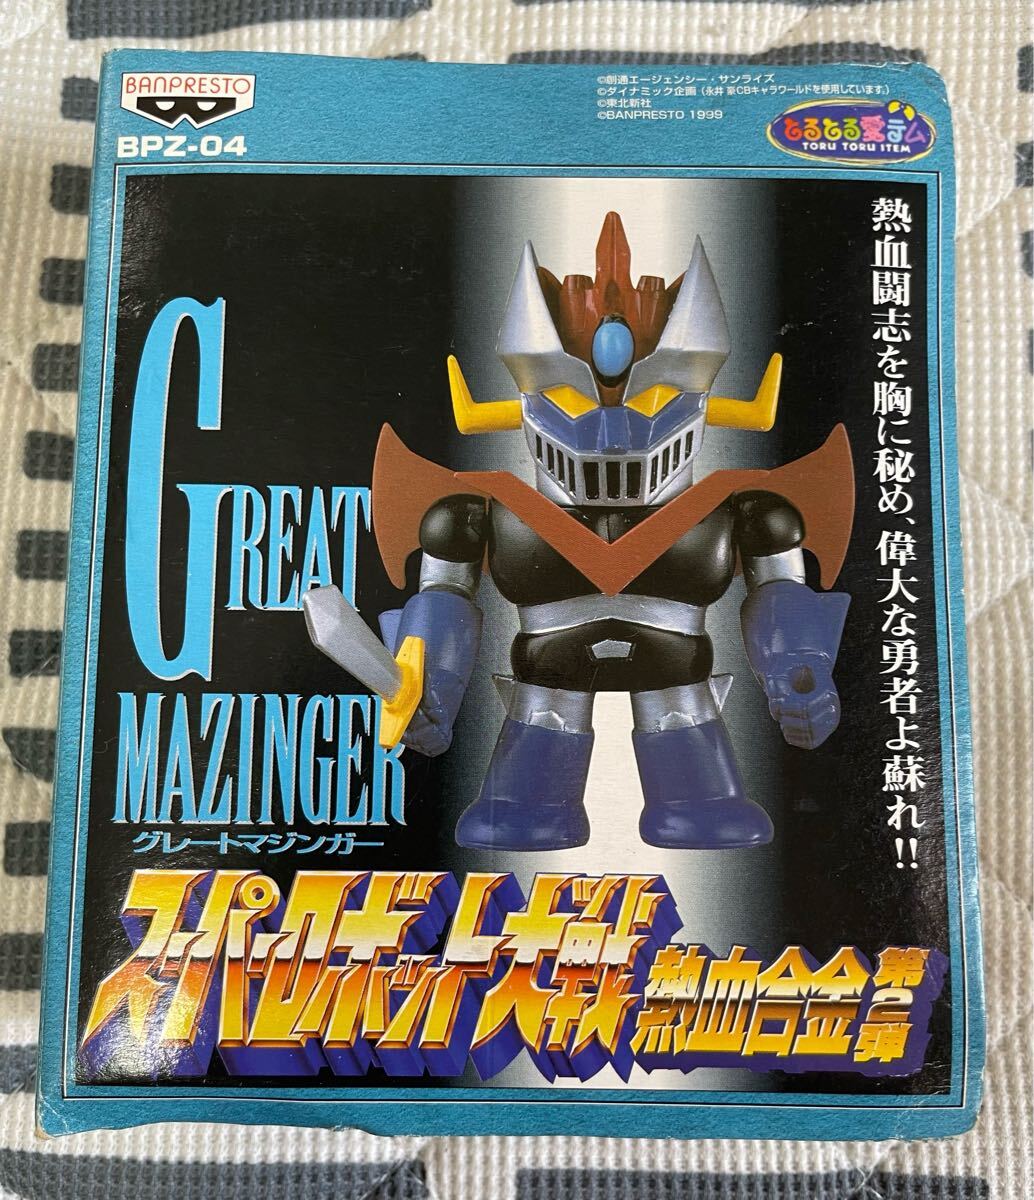 BANPRESTO
BPZ-04
©創通エージェンシー・サンライズ
©ダイナミック企画（永井 豪CBキャラワールドを使用しています。）
©東北新社
©BANPRESTO 1999
とるとる愛テム
TORU TORU ITEM
熱血闘志を胸に秘め、偉大な勇者よ蘇れ!!
GREAT
MAZINGER
グレートマジンガー
スーパーロボット大戦
熱血合金
第2弾